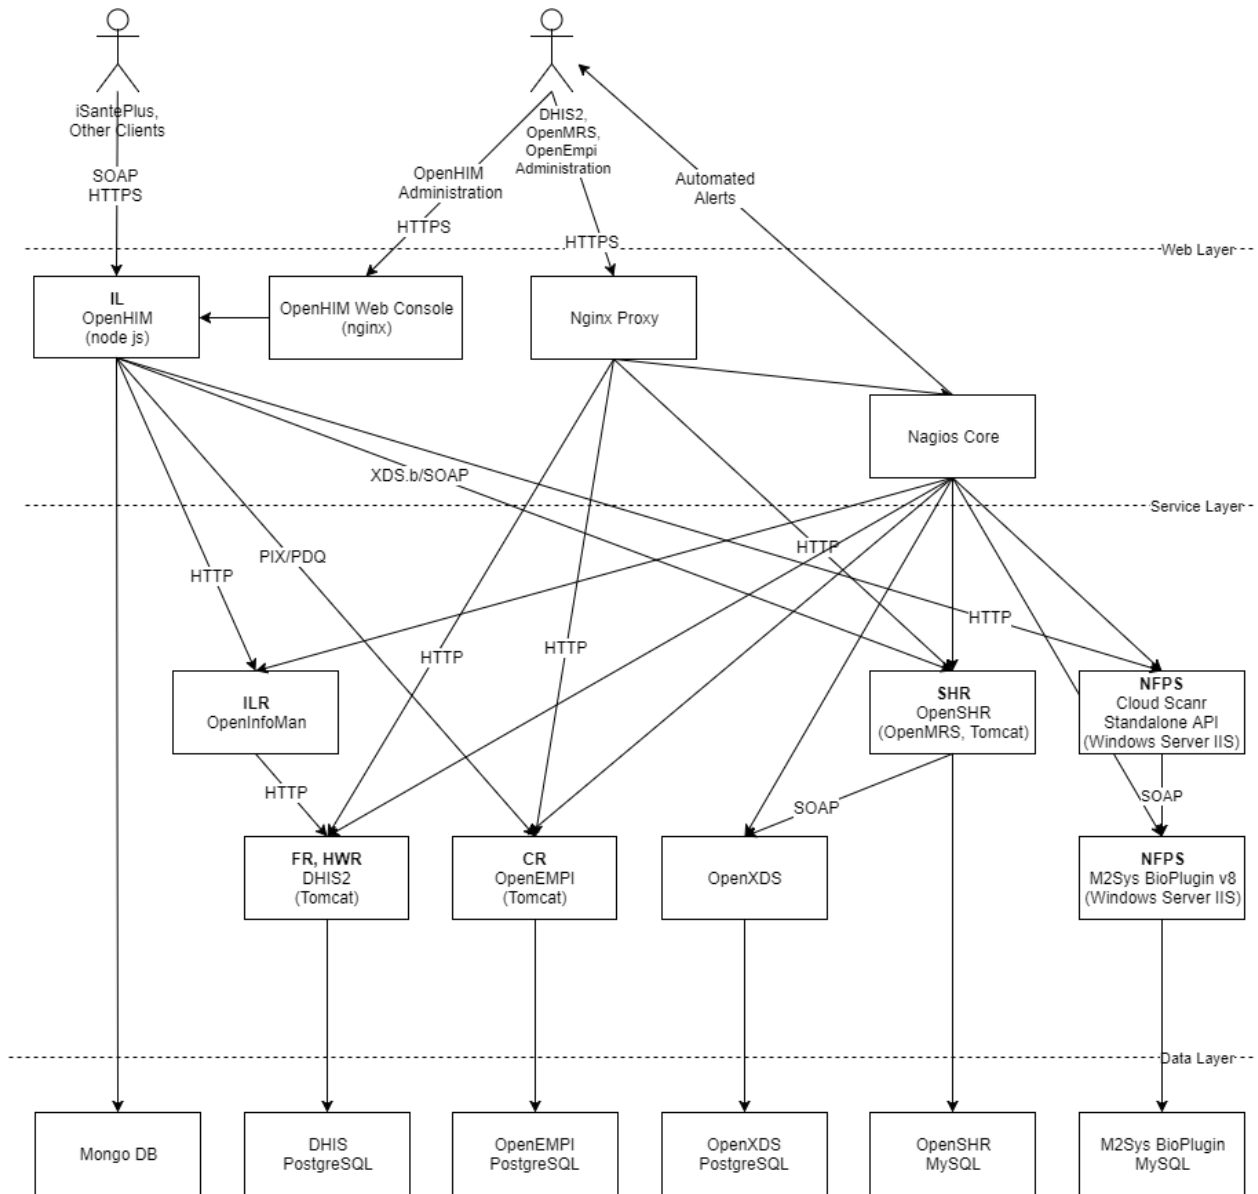 iSantePlus,
Other Clients
SOAP
HTTPS
DHIS2,
OpenMRS,
OpenEmpi
Administration
OpenHIM
Administration
HTTPS
HTTPS
Automated
Alerts
Web Layer
IL
OpenHIM
(node js)
OpenHIM Web Console
(nginx)
Nginx Proxy
Nagios Core
XDS.b/SOAP
Service Layer
HTTP
PIX/PDQ
HTTP
HTTP
HTTP
HTTP
ILR
OpenInfoMan
SHR
OpenSHR
(OpenMRS, Tomcat)
NFPS
Cloud Scanr
Standalone API
(Windows Server IIS)
HTTP
SOAP
SOAP
FR, HWR
DHIS2
(Tomcat)
CR
OpenEMPI
(Tomcat)
OpenXDS
NFPS
M2Sys BioPlugin v8
(Windows Server IIS)
Data Layer
Mongo DB
DHIS
PostgreSQL
OpenEMPI
PostgreSQL
OpenXDS
PostgreSQL
OpenSHR
MySQL
M2Sys BioPlugin
MySQL